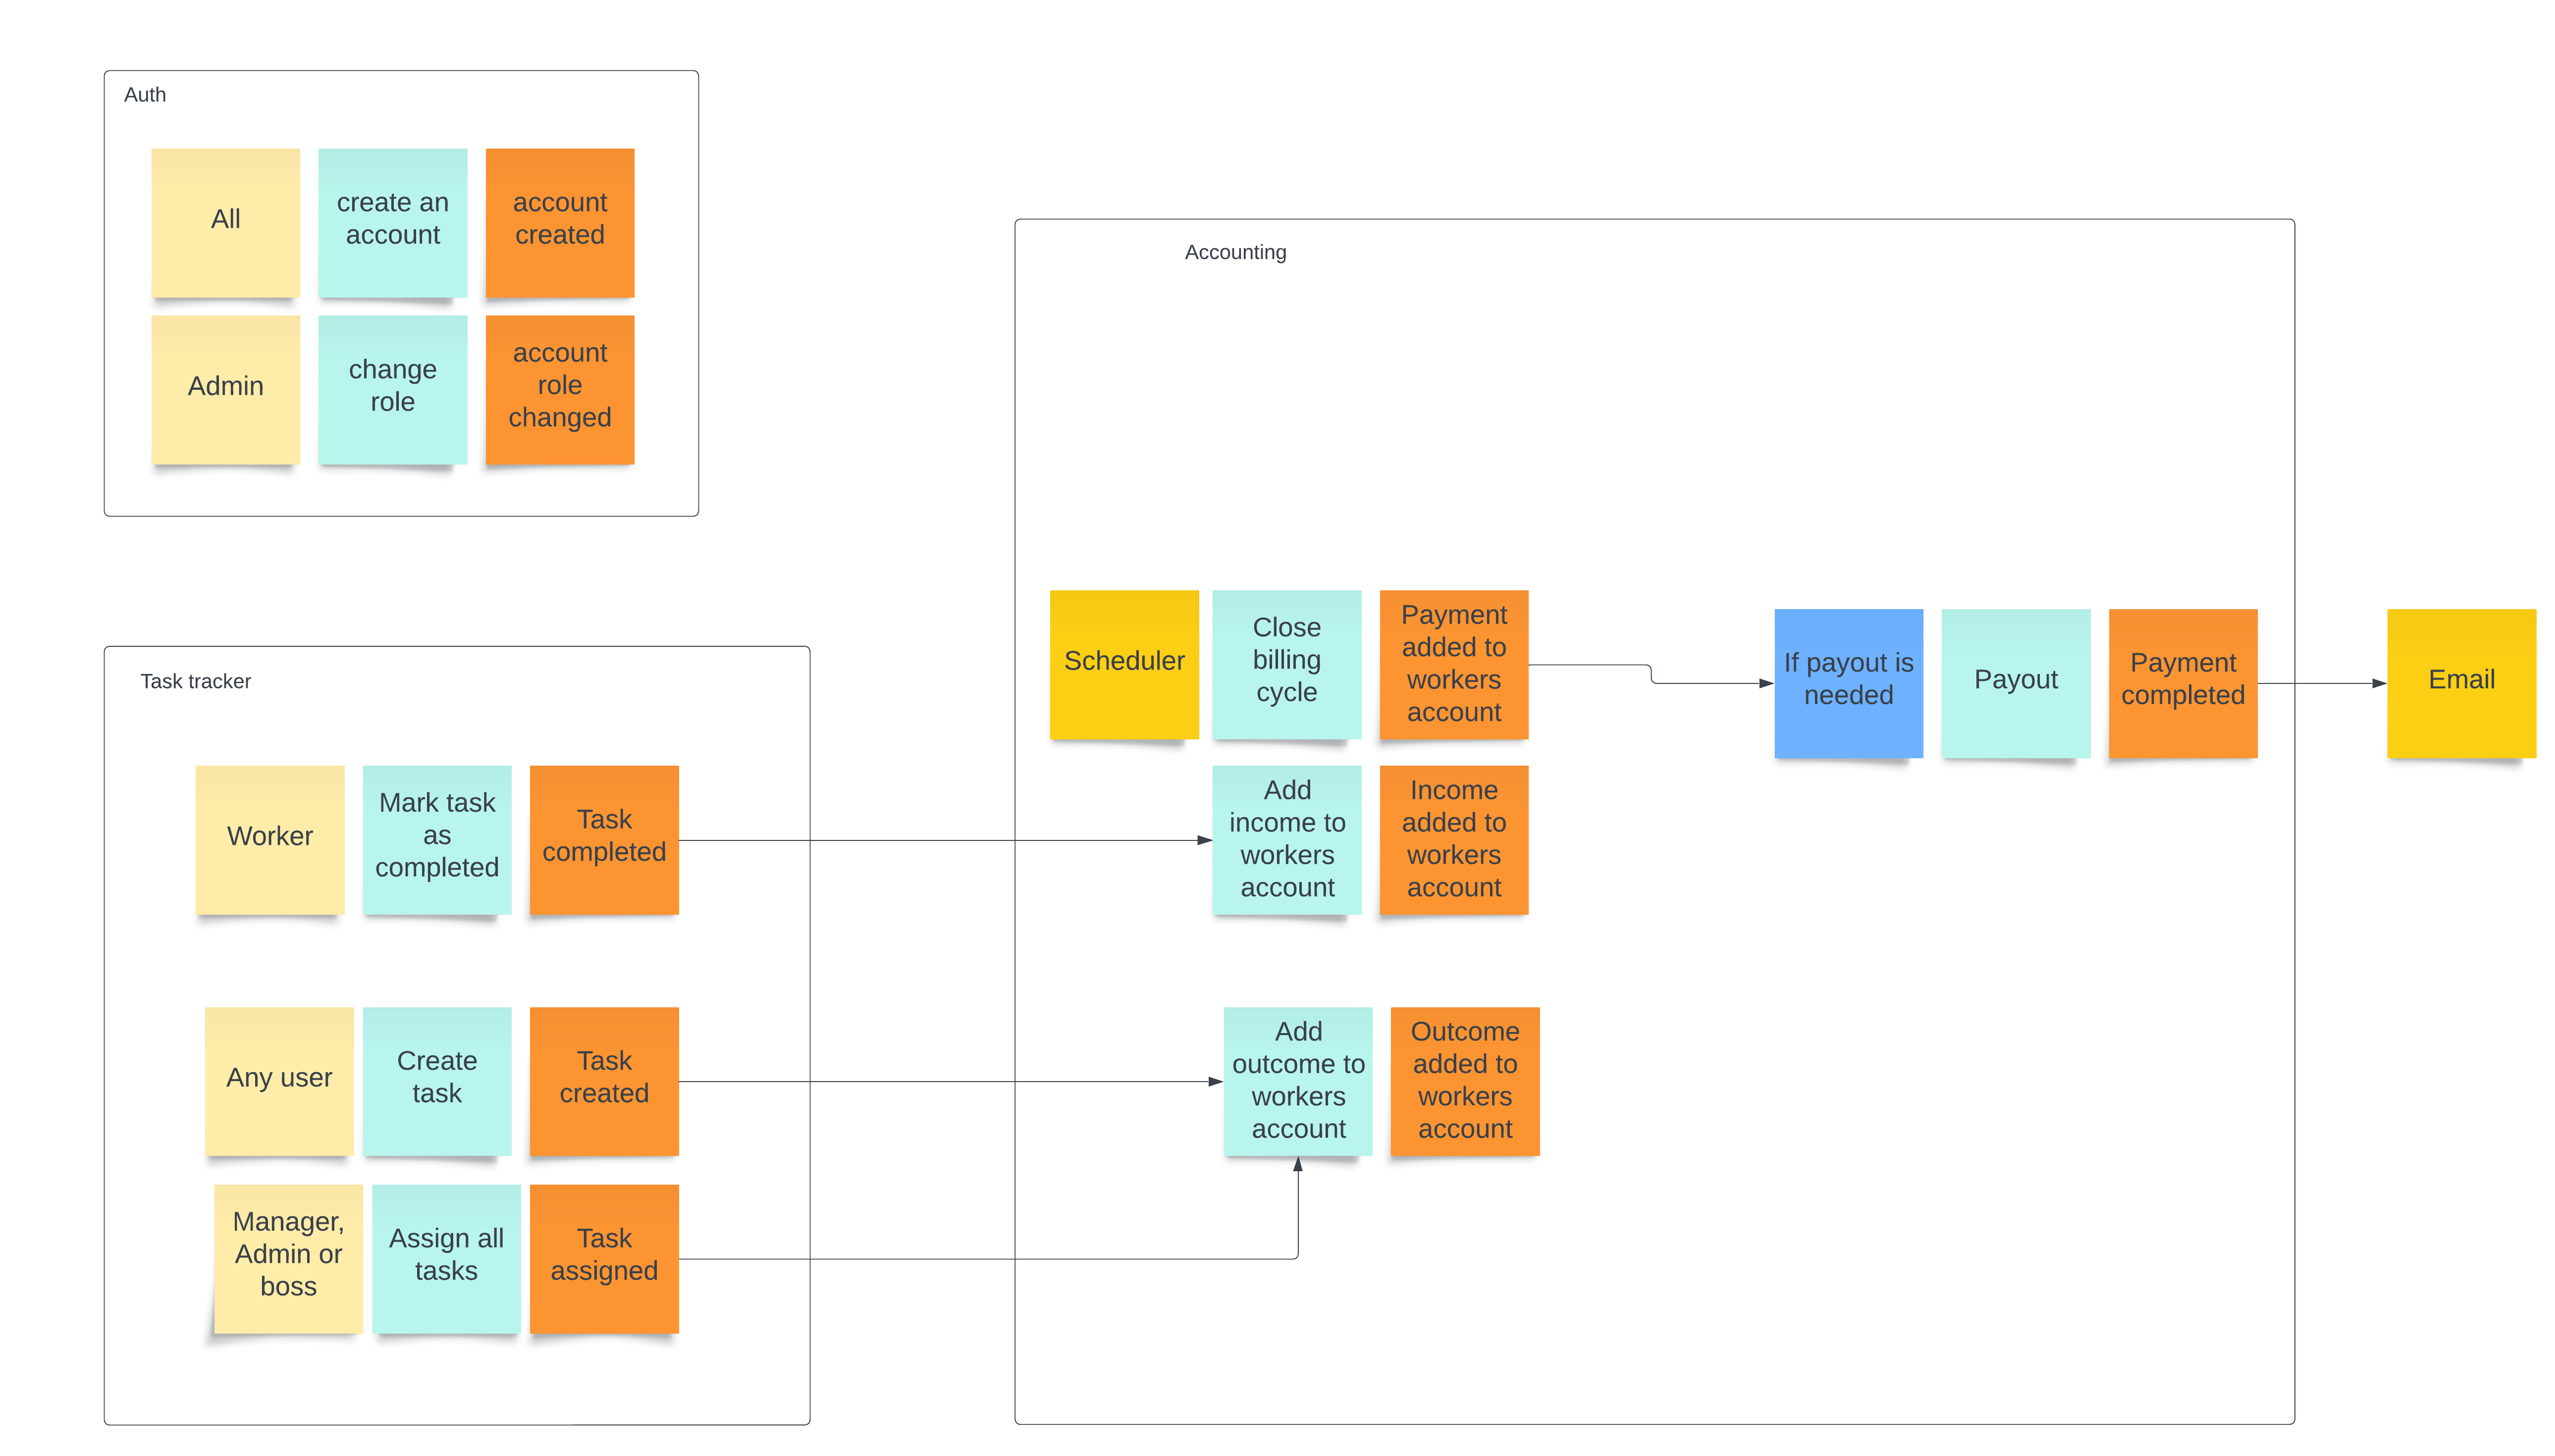 Auth
All
create an
account
account
created
Admin
change
role
account
role
changed
Accounting
Scheduler
Close
billing
cycle
Payment
added to
workers
account
If payout is
needed
Payout
Payment
completed
Email
Task tracker
Worker
Mark task
as
completed
Task
completed
Add
income to
workers
account
Income
added to
workers
account
Any user
Create
task
Task
created
Add
outcome to
workers
account
Outcome
added to
workers
account
Manager,
Admin or
boss
Assign all
tasks
Task
assigned